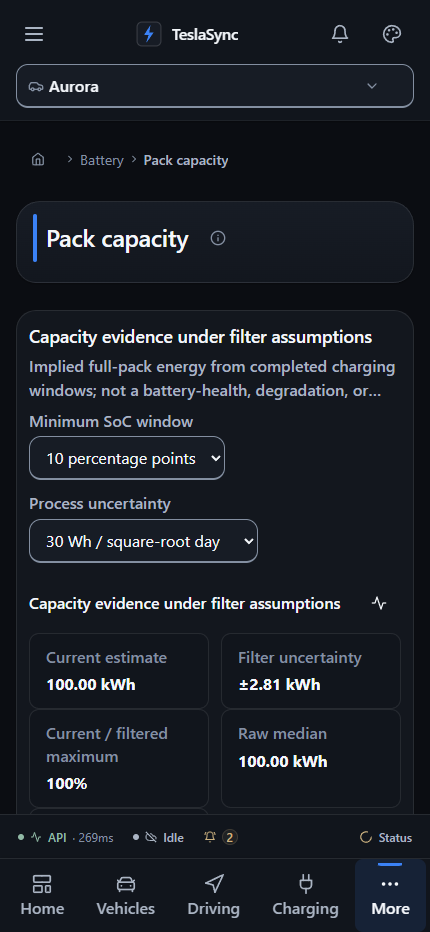 TeslaSync
Aurora
Battery
Pack capacity
Pack capacity
Capacity evidence under filter assumptions
Implied full-pack energy from completed charging
windows; not a battery-health, degradation, or...
Minimum SoC window
10 percentage points
Process uncertainty
30 Wh / square-root day
Capacity evidence under filter assumptions
Current estimate
100.00 kWh
Filter uncertainty
±2.81 kWh
Current / filtered
maximum
100%
Raw median
100.00 kWh
API · 269ms
Idle
2
Status
Home
Vehicles
Driving
Charging
More